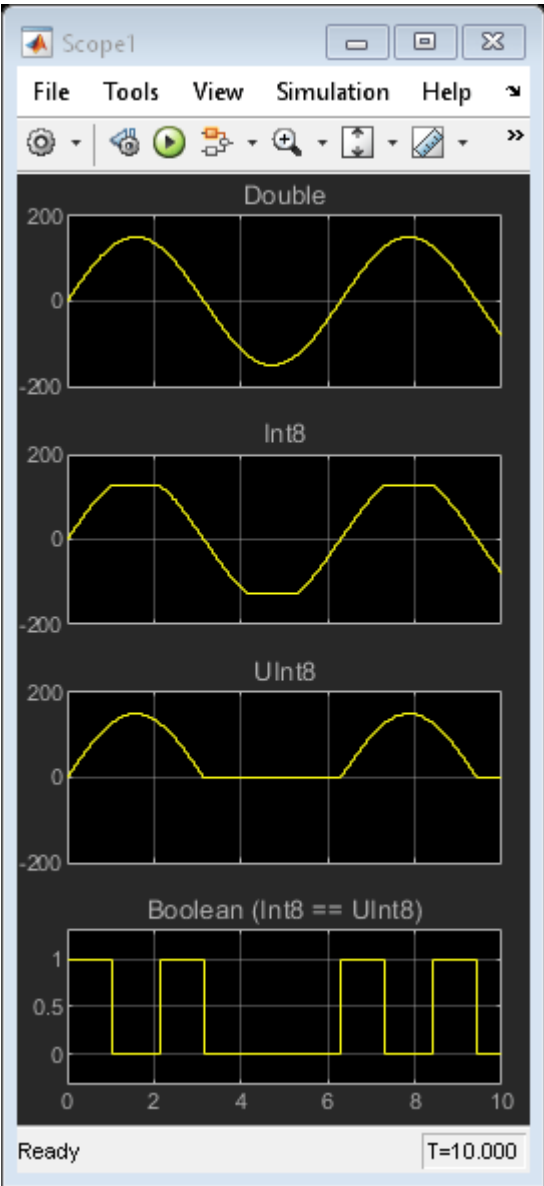 Scope1
File Tools View Simulation Help
Double
200
0
-200
Int8
200
0
-200
UInt8
200
0
-200
Boolean (Int8 == UInt8)
1
0.5
0
0 2 4 6 8 10
Ready T=10.000